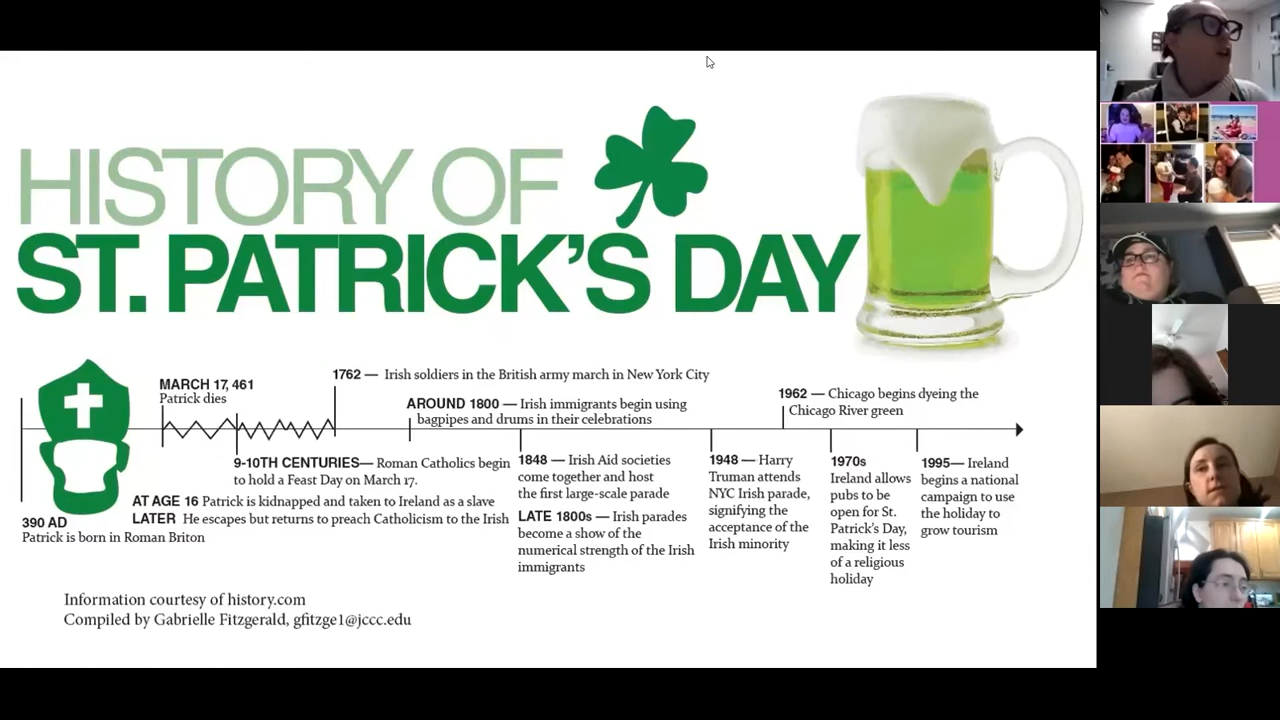 HISTORY OF
ST. PATRICK'S DAY
390 AD
Patrick is born in Roman Briton
MARCH 17, 461
Patrick dies
AT AGE 16 Patrick is kidnapped and taken to Ireland as a slave
LATER He escapes but returns to preach Catholicism to the Irish
9-10TH CENTURIES— Roman Catholics begin
to hold a Feast Day on March 17.
1762 — Irish soldiers in the British army march in New York City
AROUND 1800 — Irish immigrants begin using
bagpipes and drums in their celebrations
1848 — Irish Aid societies
come together and host
the first large-scale parade
LATE 1800s — Irish parades
become a show of the
numerical strength of the Irish
immigrants
1948 — Harry
Truman attends
NYC Irish parade,
signifying the
acceptance of the
Irish minority
1962 — Chicago begins dyeing the
Chicago River green
1970s
Ireland allows
pubs to be
open for St.
Patrick's Day,
making it less
of a religious
holiday
1995— Ireland
begins a national
campaign to use
the holiday to
grow tourism
Information courtesy of history.com
Compiled by Gabrielle Fitzgerald, gfitzge1@jccc.edu